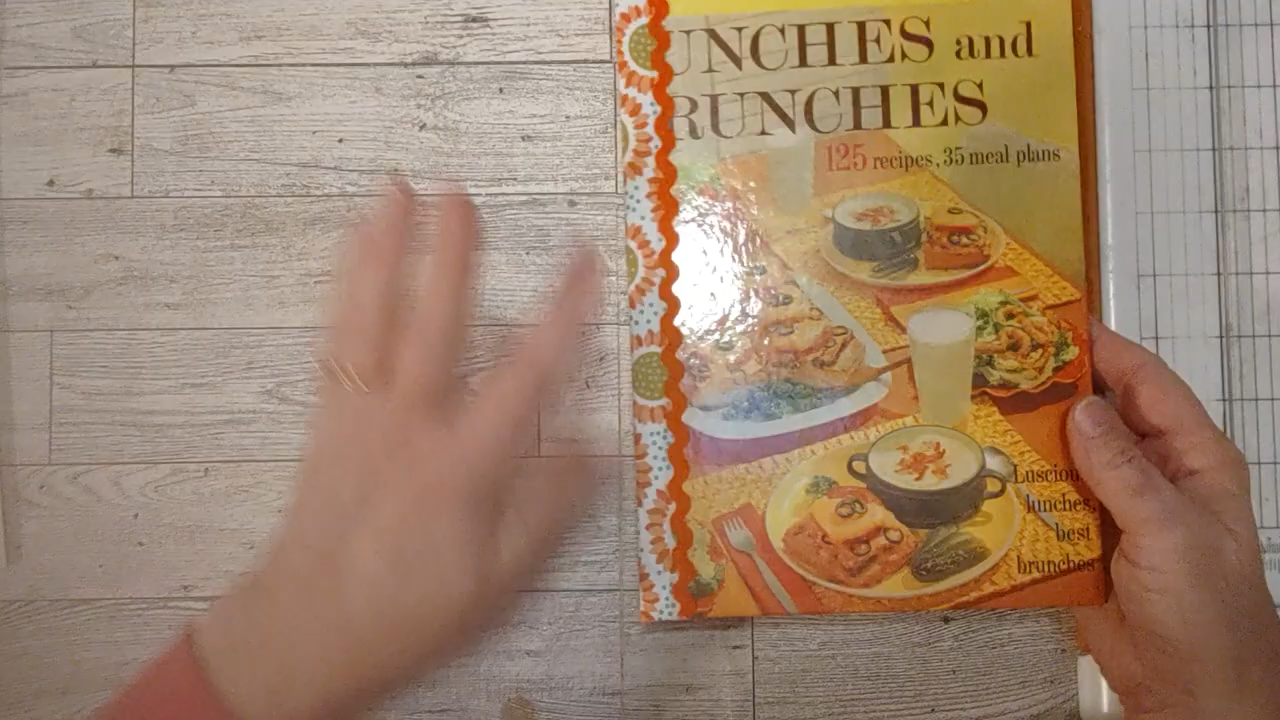 UNCHES and
RUNCHES
125 recipes, 35 meal plans
Luscious
lunches,
best
brunches